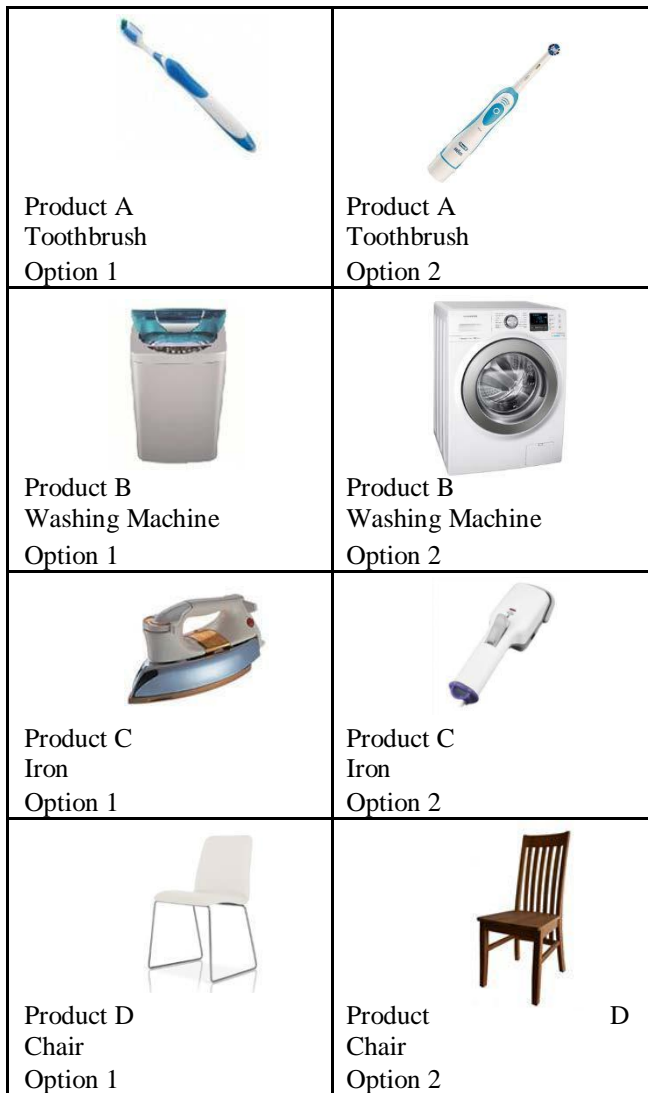 Product A
Toothbrush
Option 1
Product A
Toothbrush
Option 2
Product B
Washing Machine
Option 1
Product B
Washing Machine
Option 2
Product C
Iron
Option 1
Product C
Iron
Option 2
Product D
Chair
Option 1
Product D
Chair
Option 2